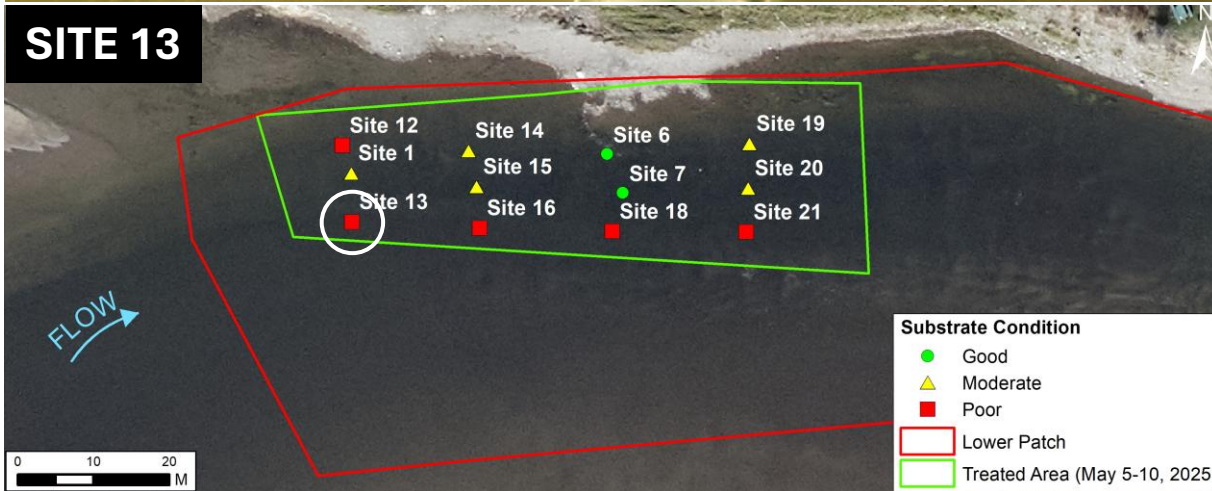 SITE 13
N
Site 12
Site 14
Site 6
Site 19
Site 1
Site 15
Site 7
Site 20
Site 13
Site 16
Site 18
Site 21
FLOW
Substrate Condition
Good
Moderate
Poor
Lower Patch
Treated Area (May 5-10, 2025
0 10 20
M